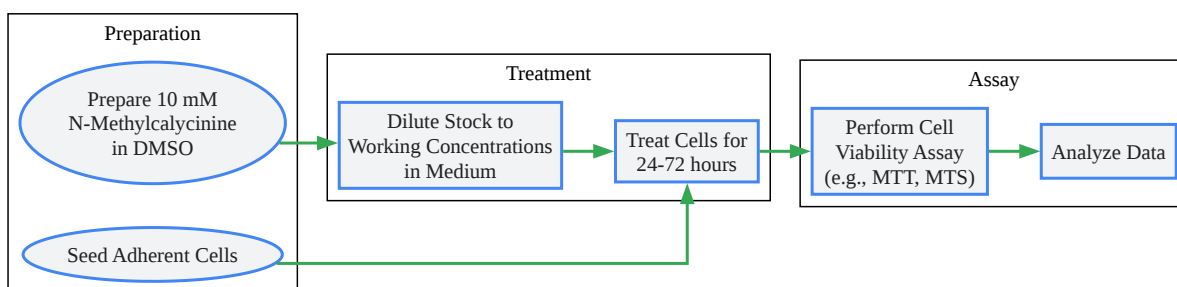 Preparation
Prepare 10 mM
N-Methylcalycinine
in DMSO
Seed Adherent Cells
Treatment
Dilute Stock to
Working Concentrations
in Medium
Treat Cells for
24-72 hours
Assay
Perform Cell
Viability Assay
(e.g., MTT, MTS)
Analyze Data